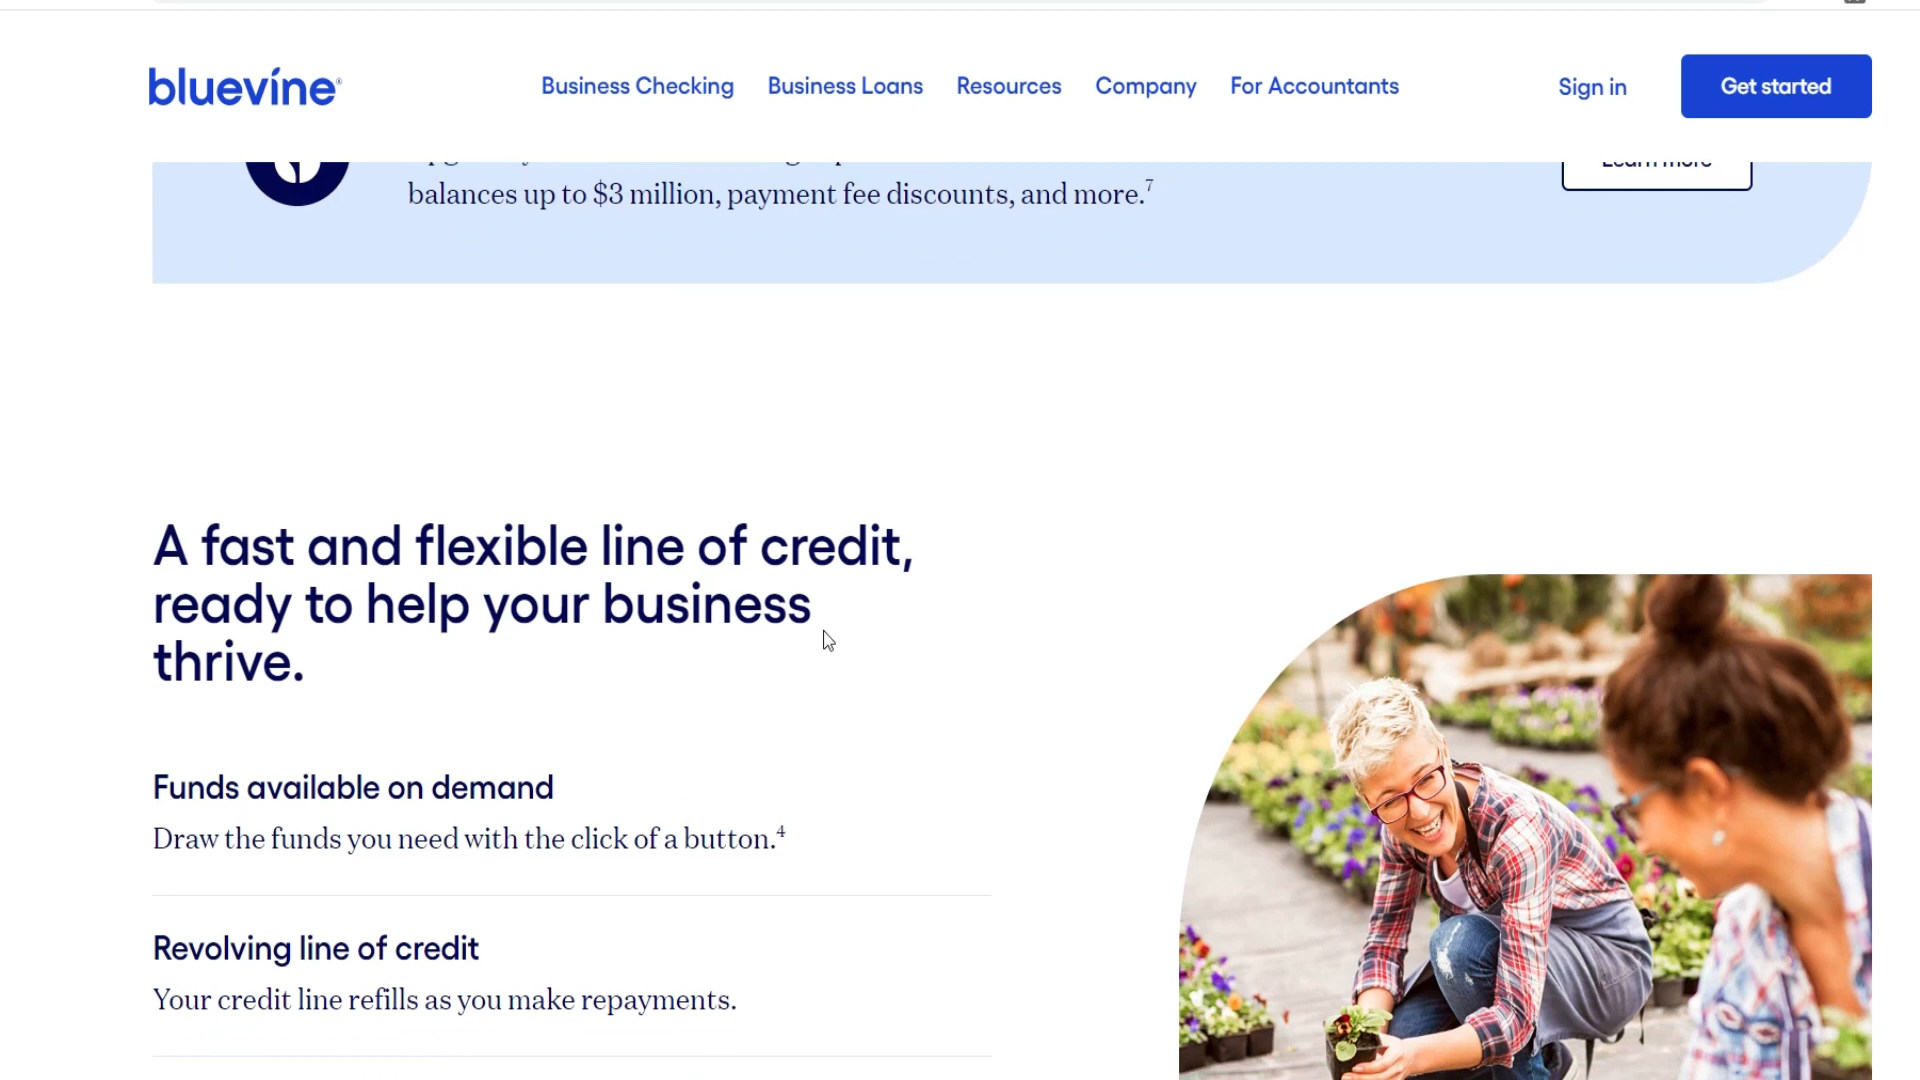 bluevine®
Business Checking
Business Loans
Resources
Company
For Accountants
Sign in
Get started
Learn more
balances up to $3 million, payment fee discounts, and more.7
A fast and flexible line of credit,
ready to help your business
thrive.
Funds available on demand
Draw the funds you need with the click of a button.4
Revolving line of credit
Your credit line refills as you make repayments.